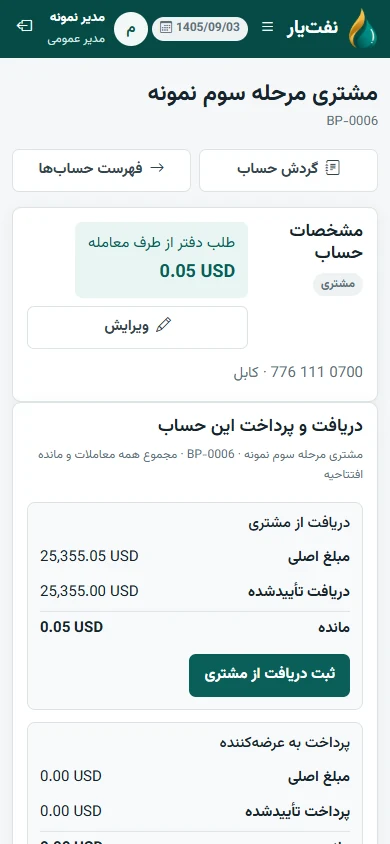 نفت‌یار
1405/09/03
م
مدیر نمونه
مدیر عمومی
مشتری مرحله سوم نمونه
BP-0006
گردش حساب
فهرست حساب‌ها
مشخصات حساب
مشتری
طلب دفتر از طرف معامله
0.05 USD
ویرایش
0700 111 776 · کابل
دریافت و پرداخت این حساب
مشتری مرحله سوم نمونه · BP-0006 · مجموع همه معاملات و مانده
افتتاحیه
دریافت از مشتری
مبلغ اصلی 25,355.05 USD
دریافت تأییدشده 25,355.00 USD
مانده 0.05 USD
ثبت دریافت از مشتری
پرداخت به عرضه‌کننده
مبلغ اصلی 0.00 USD
پرداخت تأییدشده 0.00 USD